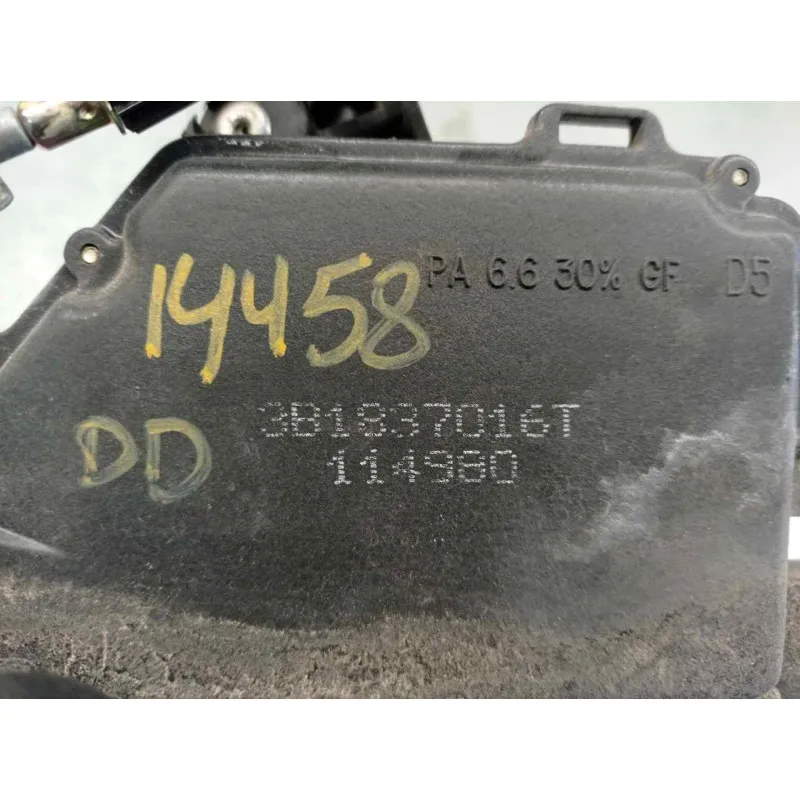 14458
PA 6.6 30% GF D5
3B1837016T
114980
DD